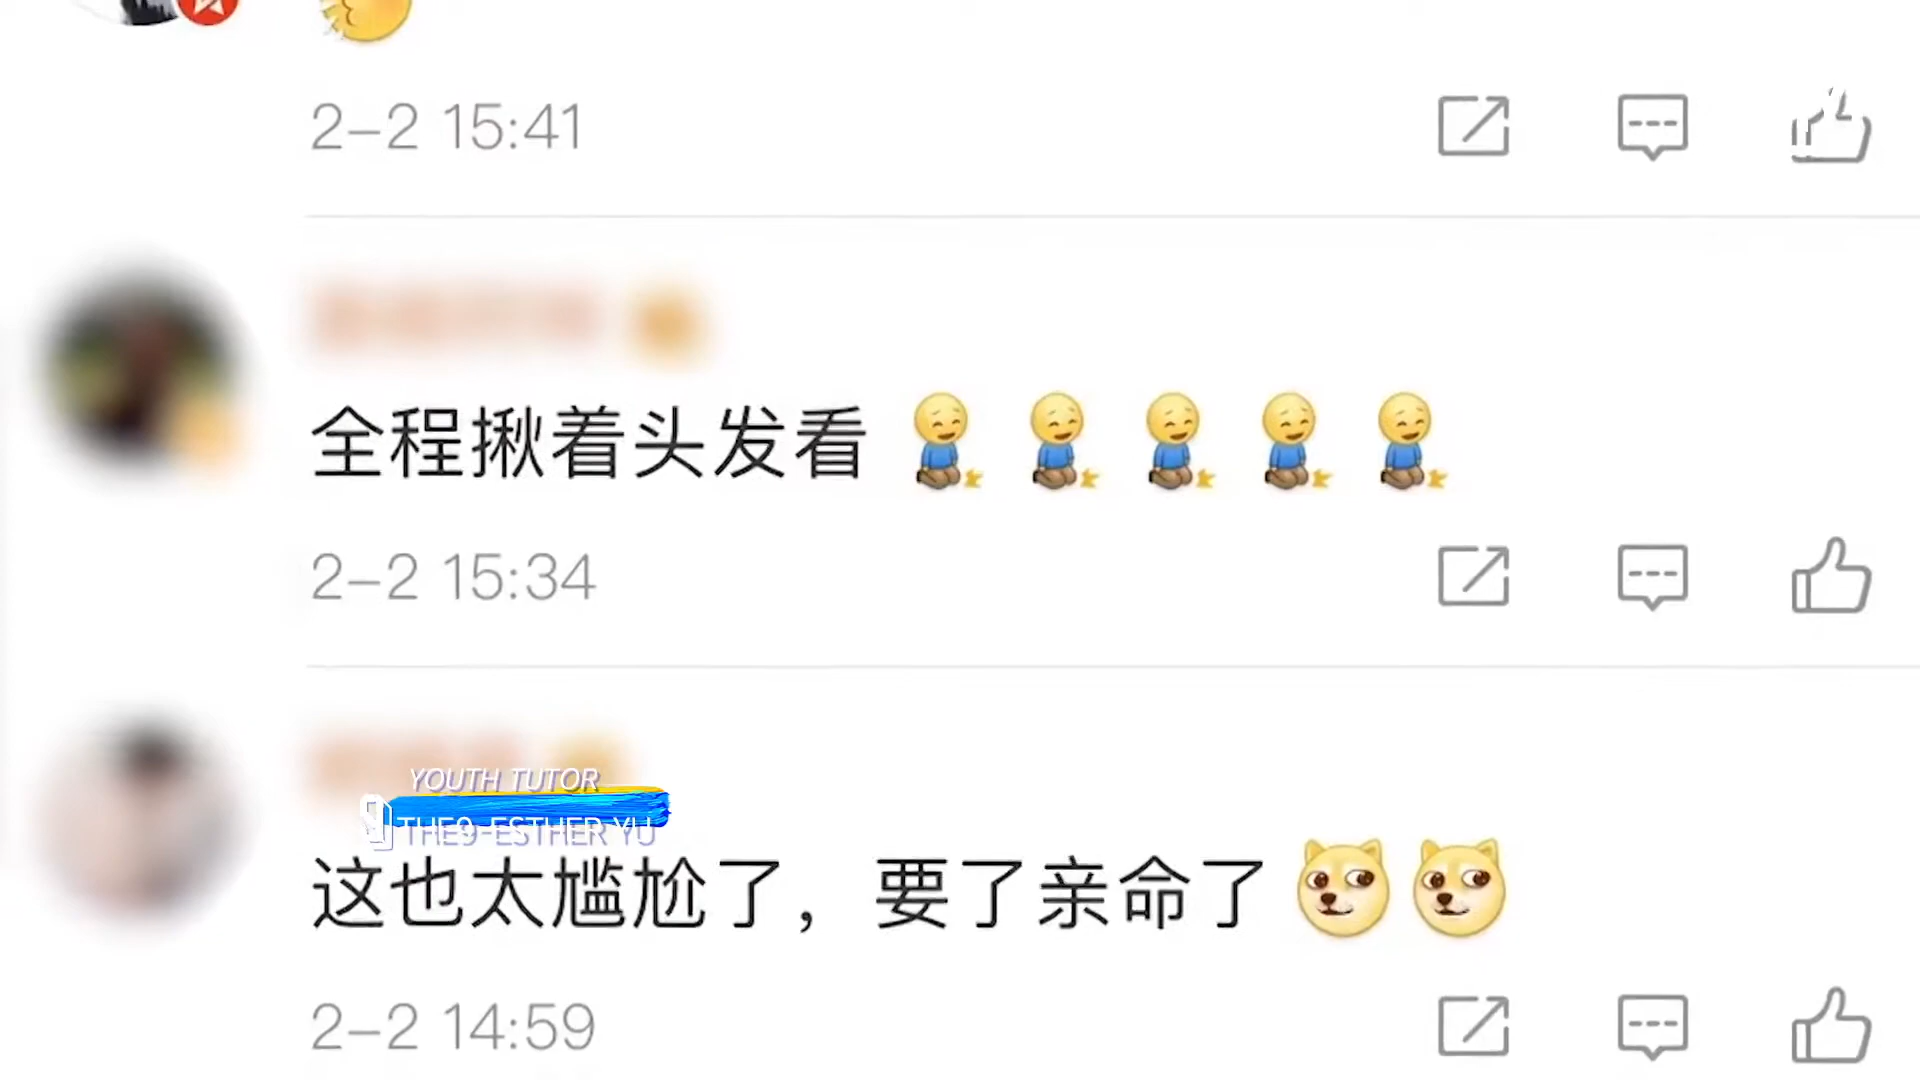 2-2 15:41
全程揪着头发看
2-2 15:34
YOUTH TUTOR
THE9-ESTHER YU
这也太尴尬了，要了亲命了
2-2 14:59